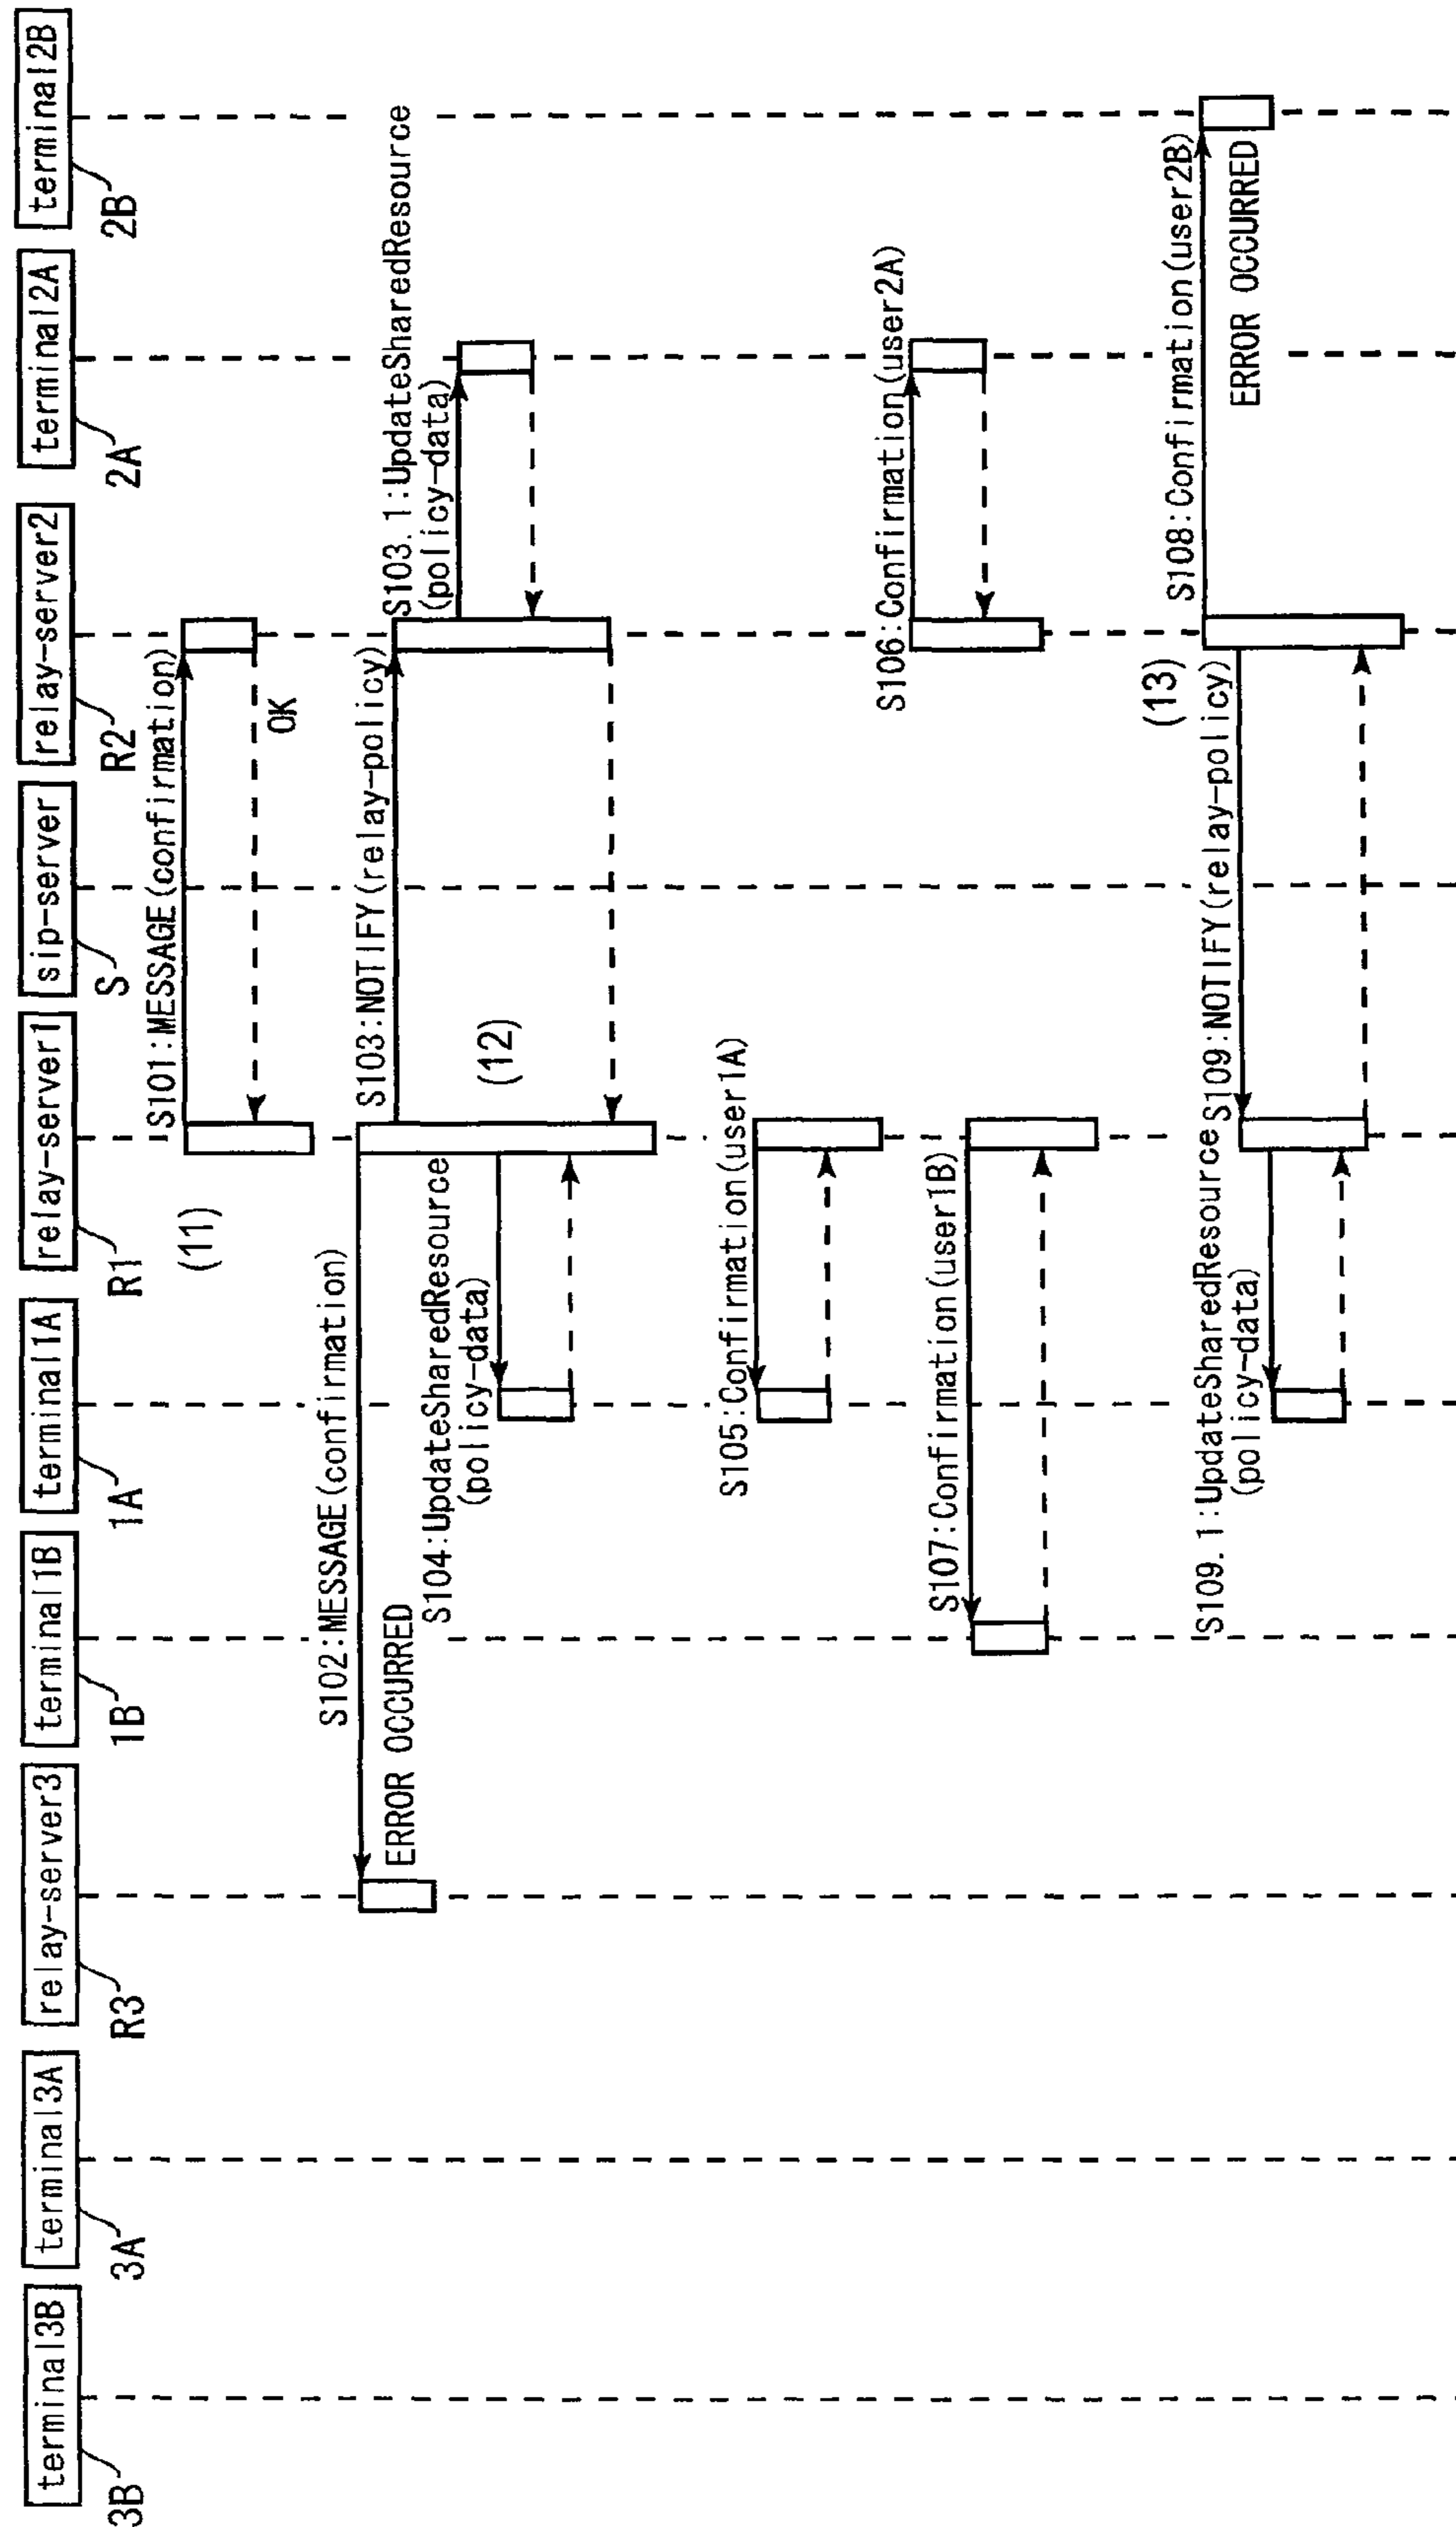 terminal3B
terminal3A
relay-server3
terminal1B
terminal1A
relay-server1
sip-server
relay-server2
terminal2A
terminal2B
3B
3A
R3
1B
1A
R1
S
R2
2A
2B
(11)
S101:MESSAGE(confirmation)
OK
S102:MESSAGE(confirmation)
ERROR OCCURRED
S103:NOTIFY(relay-policy)
S103.1:UpdateSharedResource
(policy-data)
S104:UpdateSharedResource
(policy-data)
(12)
S105:Confirmation(user1A)
S106:Confirmation(user2A)
S107:Confirmation(user1B)
(13)
S108:Confirmation(user2B)
ERROR OCCURRED
S109:NOTIFY(relay-policy)
S109.1:UpdateSharedResource
(policy-data)